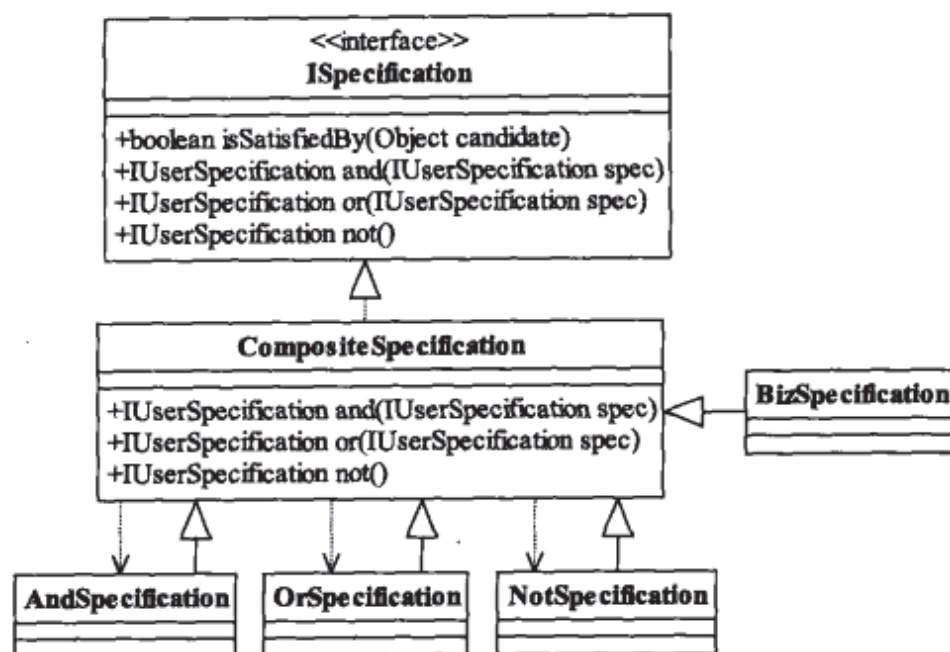 <<interface>>
ISpecification
+boolean isSatisfiedBy(Object candidate)
+IUserSpecification and(IUserSpecification spec)
+IUserSpecification or(IUserSpecification spec)
+IUserSpecification not()
CompositeSpecification
+IUserSpecification and(IUserSpecification spec)
+IUserSpecification or(IUserSpecification spec)
+IUserSpecification not()
BizSpecification
AndSpecification
OrSpecification
NotSpecification